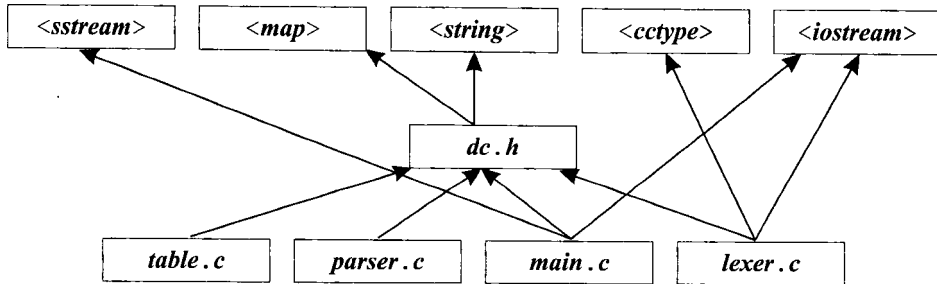 <sstream> <map> <string> <cctype> <iostream>
dc.h
table.c parser.c main.c lexer.c